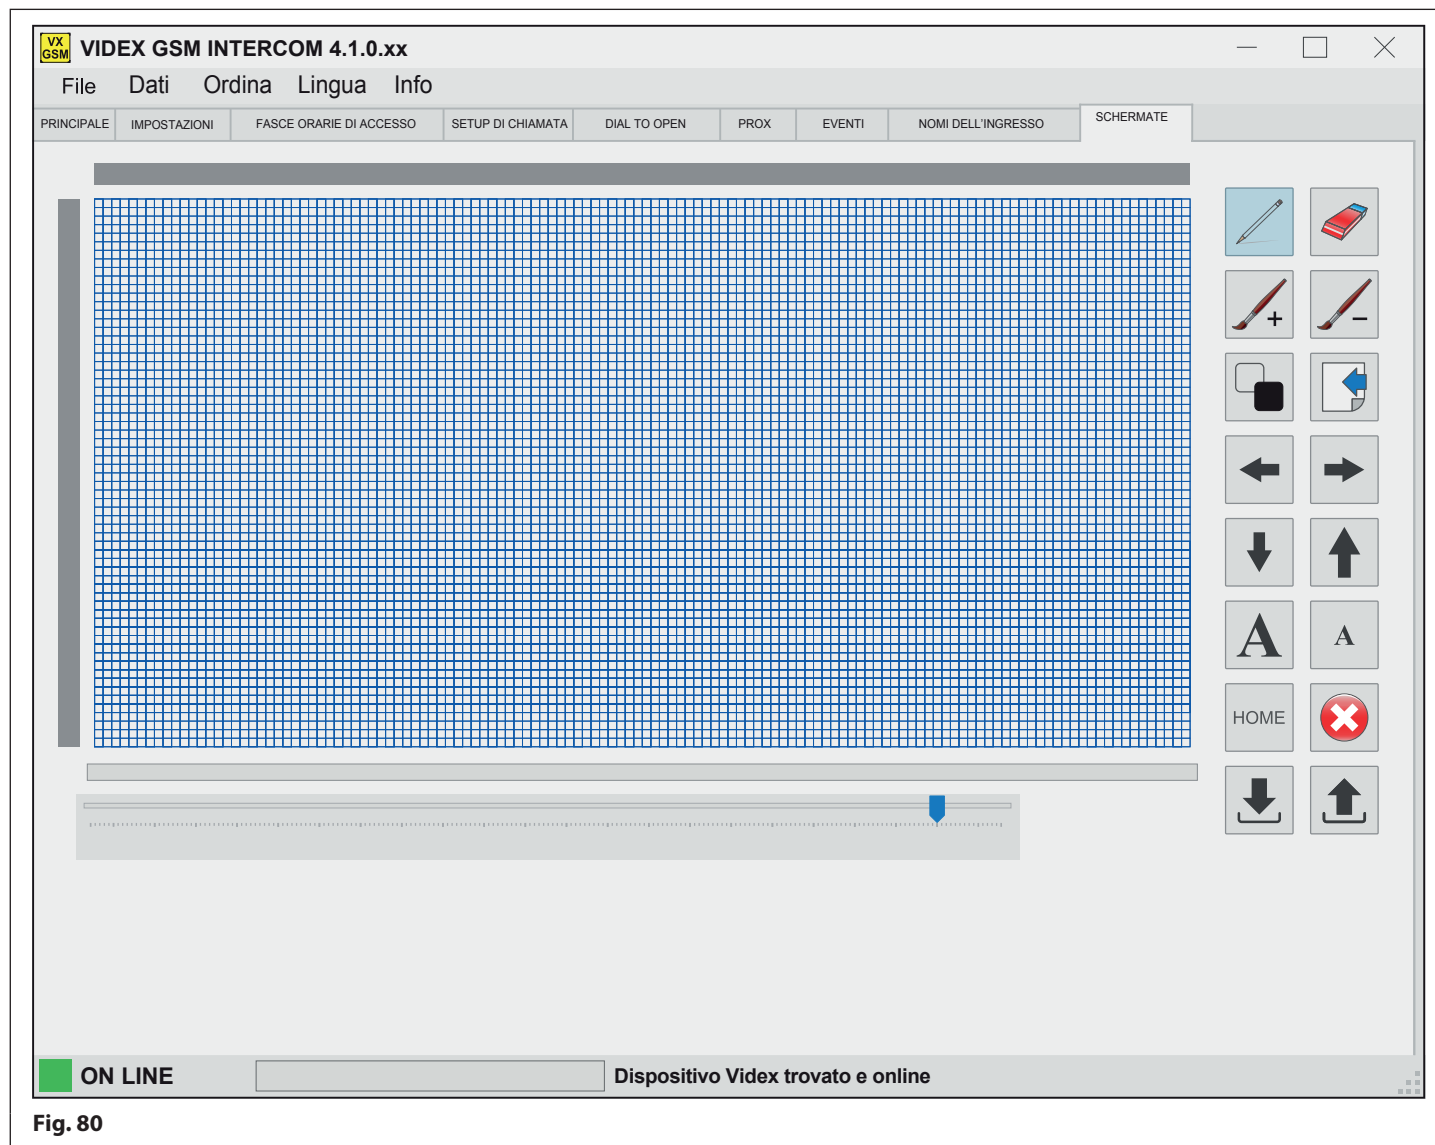 VX GSM VIDEX GSM INTERCOM 4.1.0.xx
File Dati Ordina Lingua Info
PRINCIPALE IMPOSTAZIONI FASCE ORARIE DI ACCESSO SETUP DI CHIAMATA DIAL TO OPEN PROX EVENTI NOMI DELL'INGRESSO SCHERMATE
+ −
A A
HOME
ON LINE Dispositivo Videx trovato e online
Fig. 80